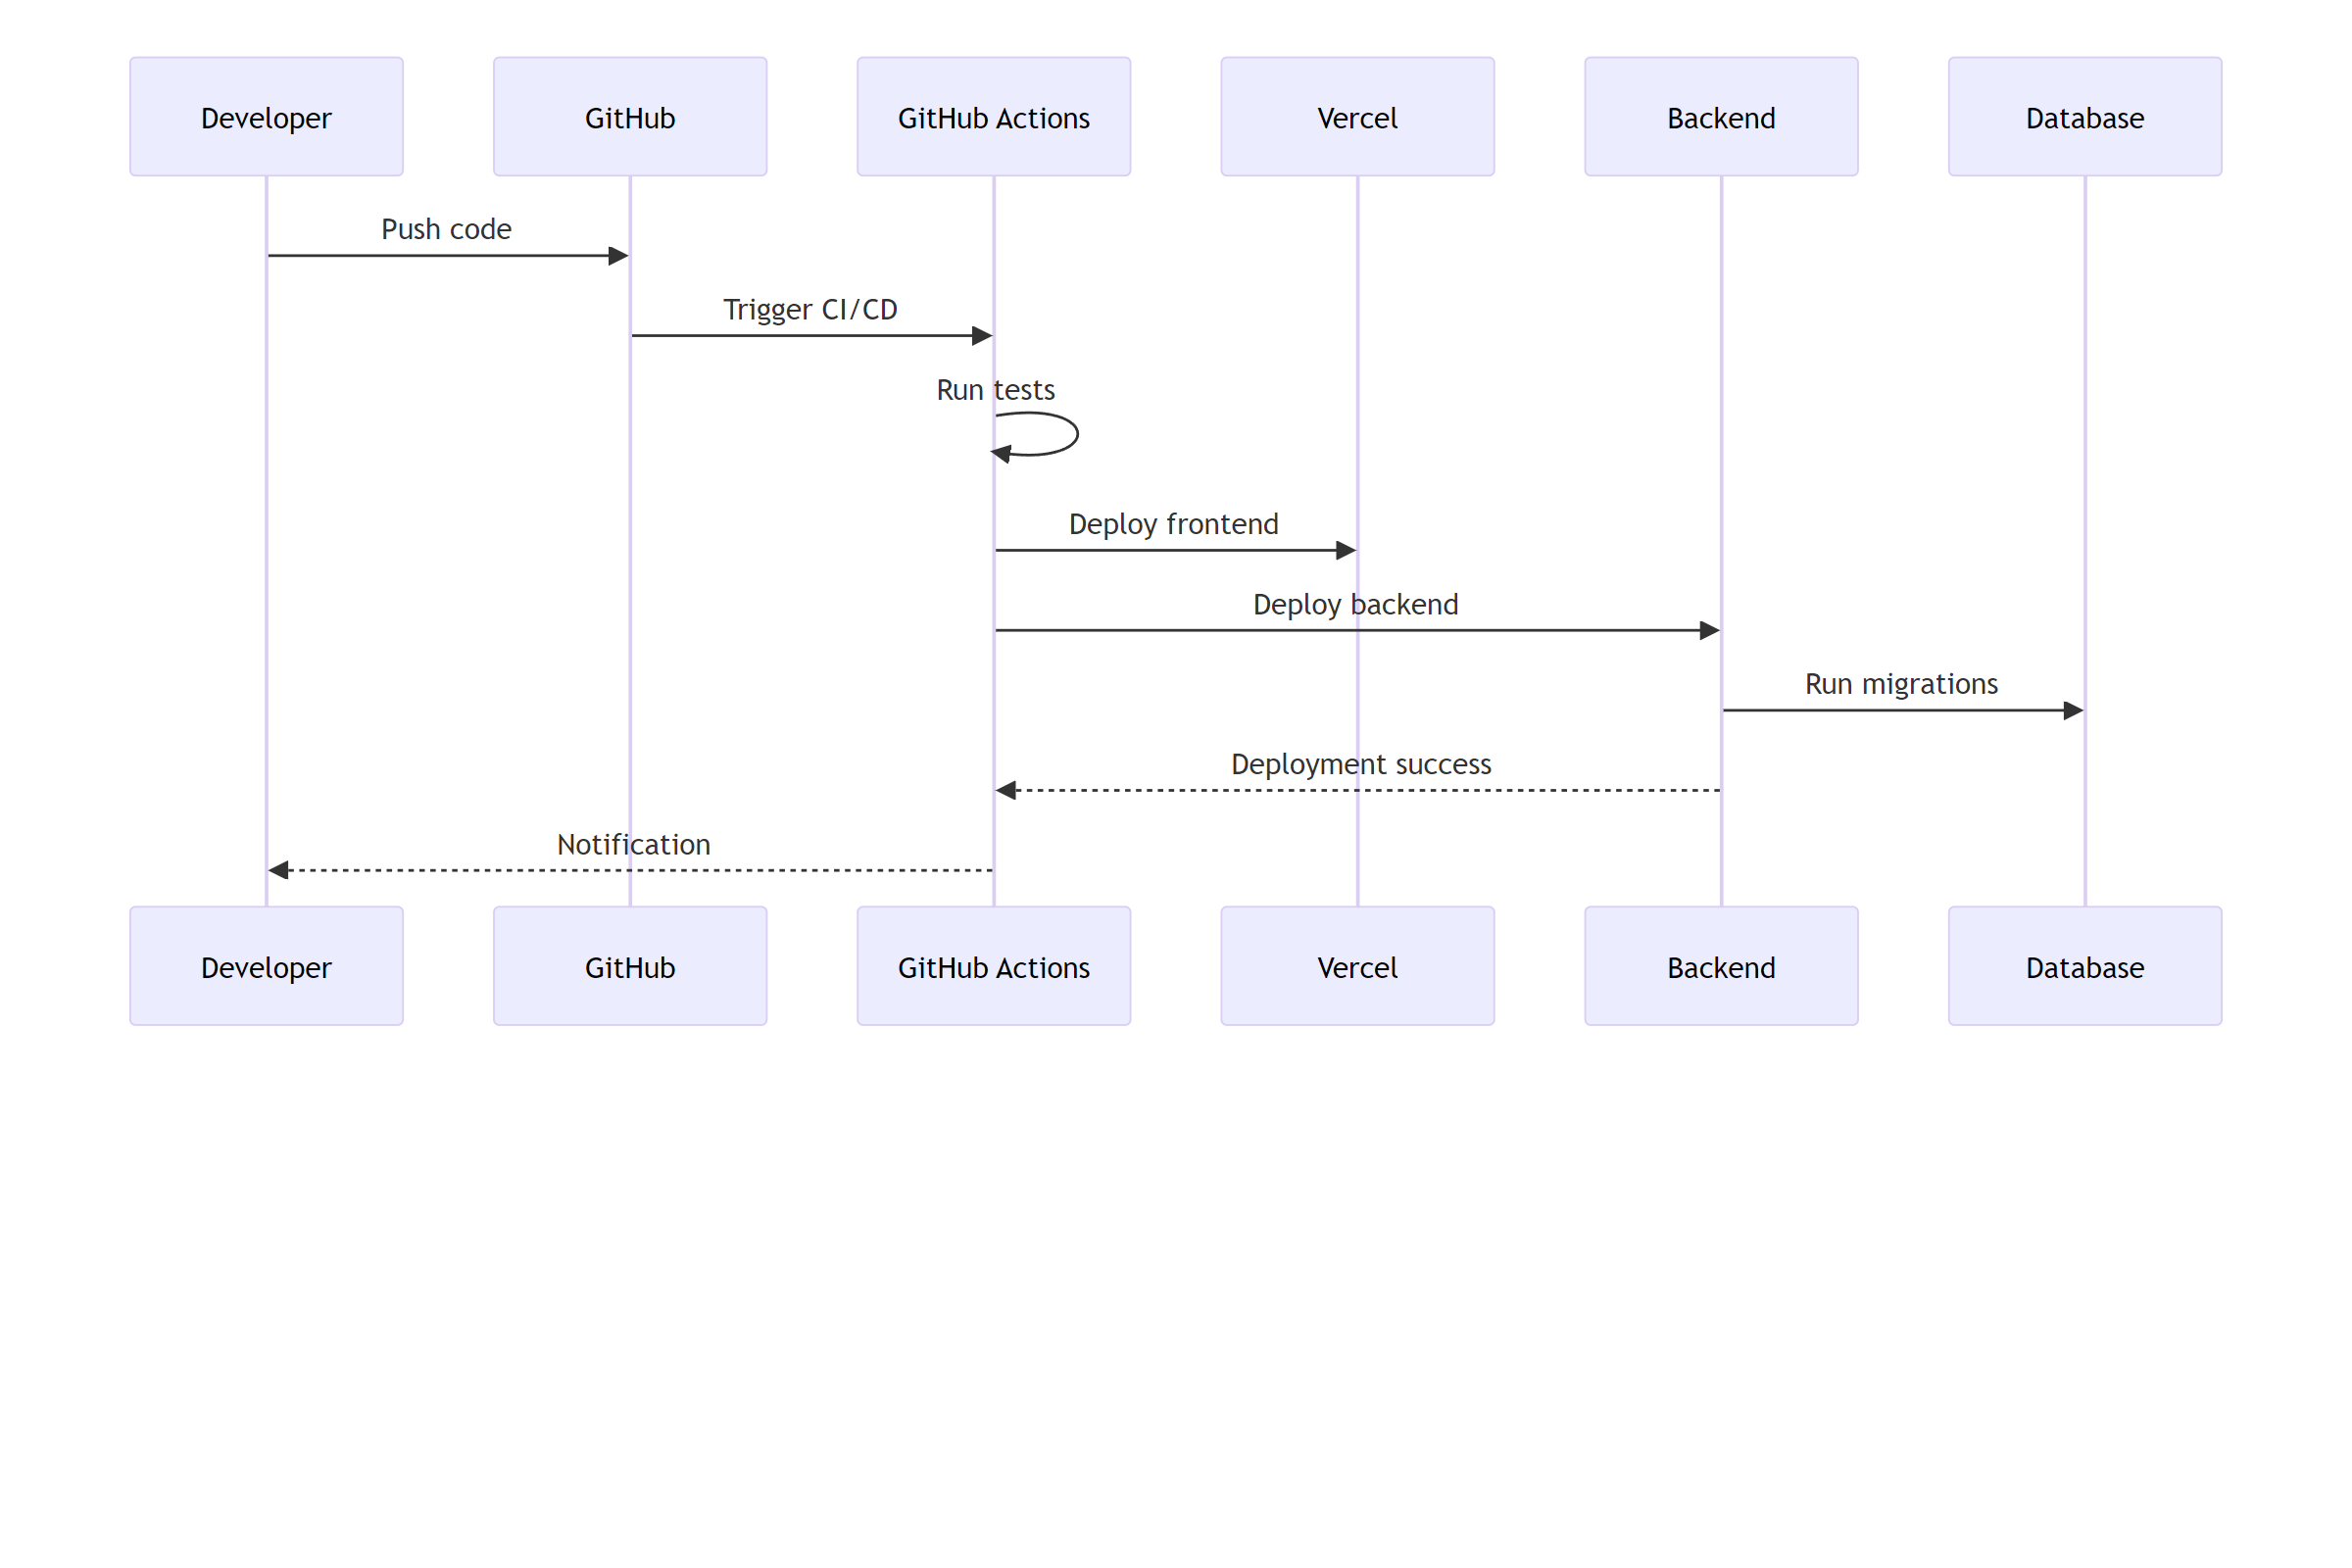 Developer
GitHub
GitHub Actions
Vercel
Backend
Database
Push code
Trigger CI/CD
Run tests
Deploy frontend
Deploy backend
Run migrations
Deployment success
Notification
Developer
GitHub
GitHub Actions
Vercel
Backend
Database